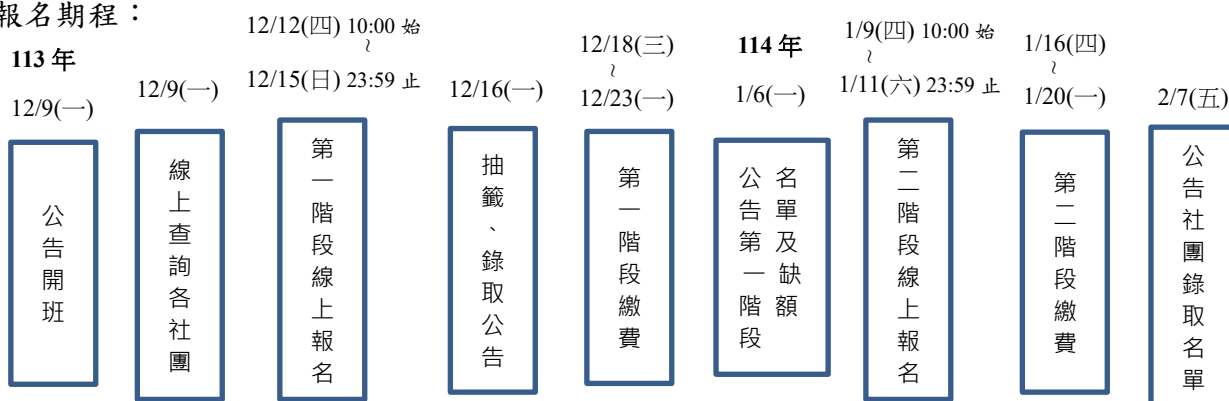 報名期程：
113 年
12/9(一)
公告開班
12/9(一)
線上查詢各社團
12/12(四) 10:00 始
~
12/15(日) 23:59 止
第一階段線上報名
12/16(一)
抽籤、錄取公告
12/18(三)
~
12/23(一)
第一階段繳費
114 年
1/6(一)
公告第一階段
名單及缺額
1/9(四) 10:00 始
~
1/11(六) 23:59 止
第二階段線上報名
1/16(四)
~
1/20(一)
第二階段繳費
2/7(五)
公告社團錄取名單